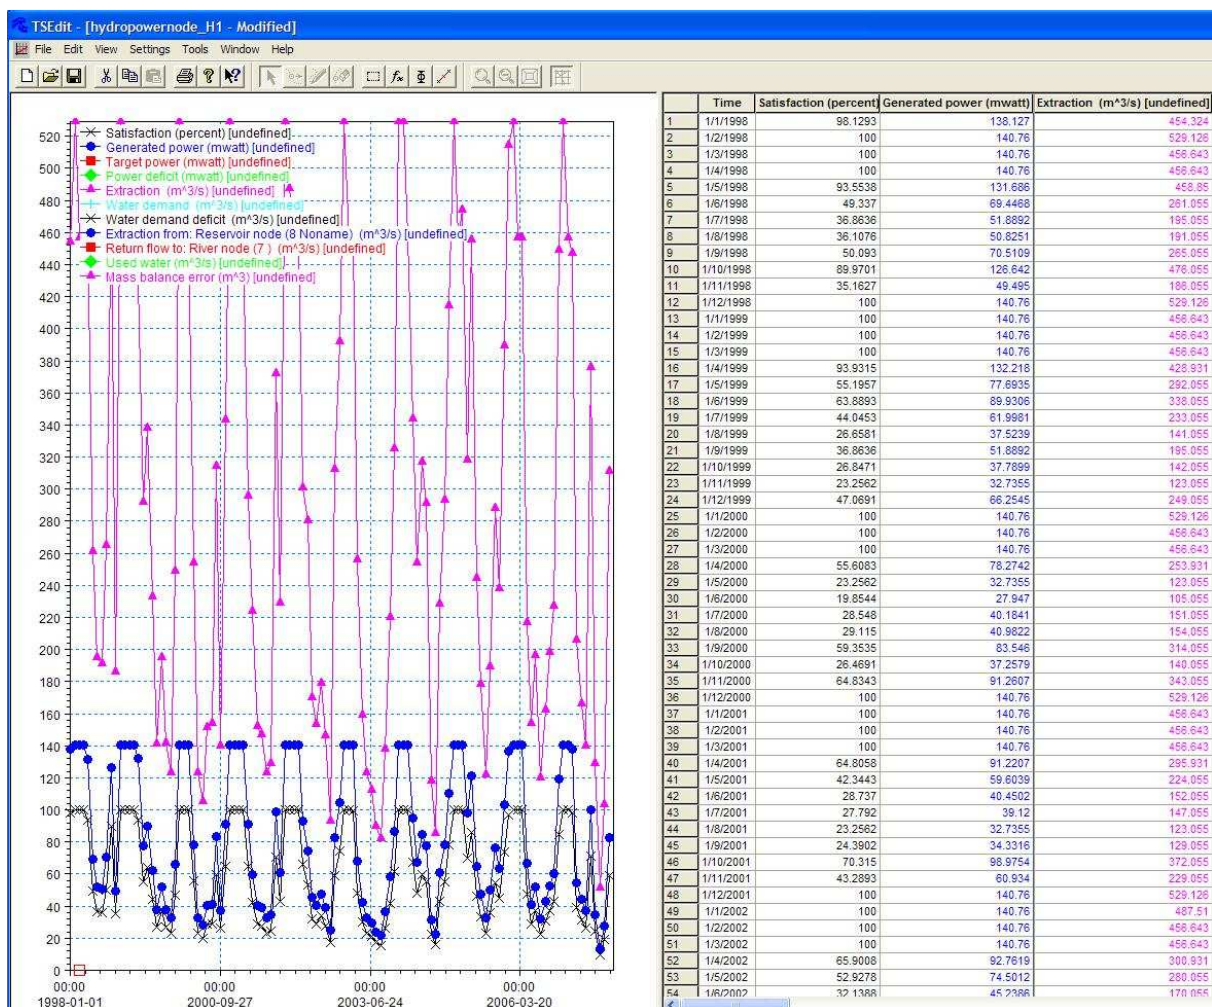 TSEdit - [hydropowernode_H1 - Modified]
File Edit View Settings Tools Window Help
Satisfaction (percent) [undefined]
Generated power (mwatt) [undefined]
Target power (mwatt) [undefined]
Power deficit (mwatt) [undefined]
Extraction (m^3/s) [undefined]
Water demand (m^3/s) [undefined]
Water demand deficit (m^3/s) [undefined]
Extraction from: Reservoir node (8 Noname) (m^3/s) [undefined]
Return flow to: River node (7 ) (m^3/s) [undefined]
Used water (m^3/s) [undefined]
Mass balance error (m^3) [undefined]
520
500
480
460
440
420
400
380
360
340
320
300
280
260
240
220
200
180
160
140
120
100
80
60
40
20
0
00:00 00:00 00:00 00:00
1998-01-01 2000-09-27 2003-06-24 2006-03-20
Time Satisfaction (percent) Generated power (mwatt) Extraction (m^3/s) [undefined]
1 1/1/1998 98.1293 138.127 454.324
2 1/2/1998 100 140.76 529.126
3 1/3/1998 100 140.76 456.643
4 1/4/1998 100 140.76 456.643
5 1/5/1998 93.5538 131.686 458.85
6 1/6/1998 49.337 69.4468 261.055
7 1/7/1998 36.8636 51.8892 195.055
8 1/8/1998 36.1076 50.8251 191.055
9 1/9/1998 50.093 70.5109 265.055
10 1/10/1998 89.9701 126.642 476.055
11 1/11/1998 35.1627 49.495 186.055
12 1/12/1998 100 140.76 529.126
13 1/1/1999 100 140.76 456.643
14 1/2/1999 100 140.76 456.643
15 1/3/1999 100 140.76 456.643
16 1/4/1999 93.9315 132.218 428.931
17 1/5/1999 55.1957 77.6935 292.055
18 1/6/1999 63.8893 89.9306 338.055
19 1/7/1999 44.0453 61.9981 233.055
20 1/8/1999 26.6581 37.5239 141.055
21 1/9/1999 36.8636 51.8892 195.055
22 1/10/1999 26.8471 37.7899 142.055
23 1/11/1999 23.2562 32.7355 123.055
24 1/12/1999 47.0691 66.2545 249.055
25 1/1/2000 100 140.76 529.126
26 1/2/2000 100 140.76 456.643
27 1/3/2000 100 140.76 456.643
28 1/4/2000 55.6083 78.2742 253.931
29 1/5/2000 23.2562 32.7355 123.055
30 1/6/2000 19.8544 27.947 105.055
31 1/7/2000 28.548 40.1841 151.055
32 1/8/2000 29.115 40.9822 154.055
33 1/9/2000 59.3535 83.546 314.055
34 1/10/2000 26.4691 37.2579 140.055
35 1/11/2000 64.8343 91.2607 343.055
36 1/12/2000 100 140.76 529.126
37 1/1/2001 100 140.76 456.643
38 1/2/2001 100 140.76 456.643
39 1/3/2001 100 140.76 456.643
40 1/4/2001 64.8058 91.2207 295.931
41 1/5/2001 42.3443 59.6039 224.055
42 1/6/2001 28.737 40.4502 152.055
43 1/7/2001 27.792 39.12 147.055
44 1/8/2001 23.2562 32.7355 123.055
45 1/9/2001 24.3902 34.3316 129.055
46 1/10/2001 70.315 98.9754 372.055
47 1/11/2001 43.2893 60.934 229.055
48 1/12/2001 100 140.76 529.126
49 1/1/2002 100 140.76 487.51
50 1/2/2002 100 140.76 456.643
51 1/3/2002 100 140.76 456.643
52 1/4/2002 65.9008 92.7619 300.931
53 1/5/2002 52.9278 74.5012 280.055
54 1/6/2002 32.1388 45.2386 170.055